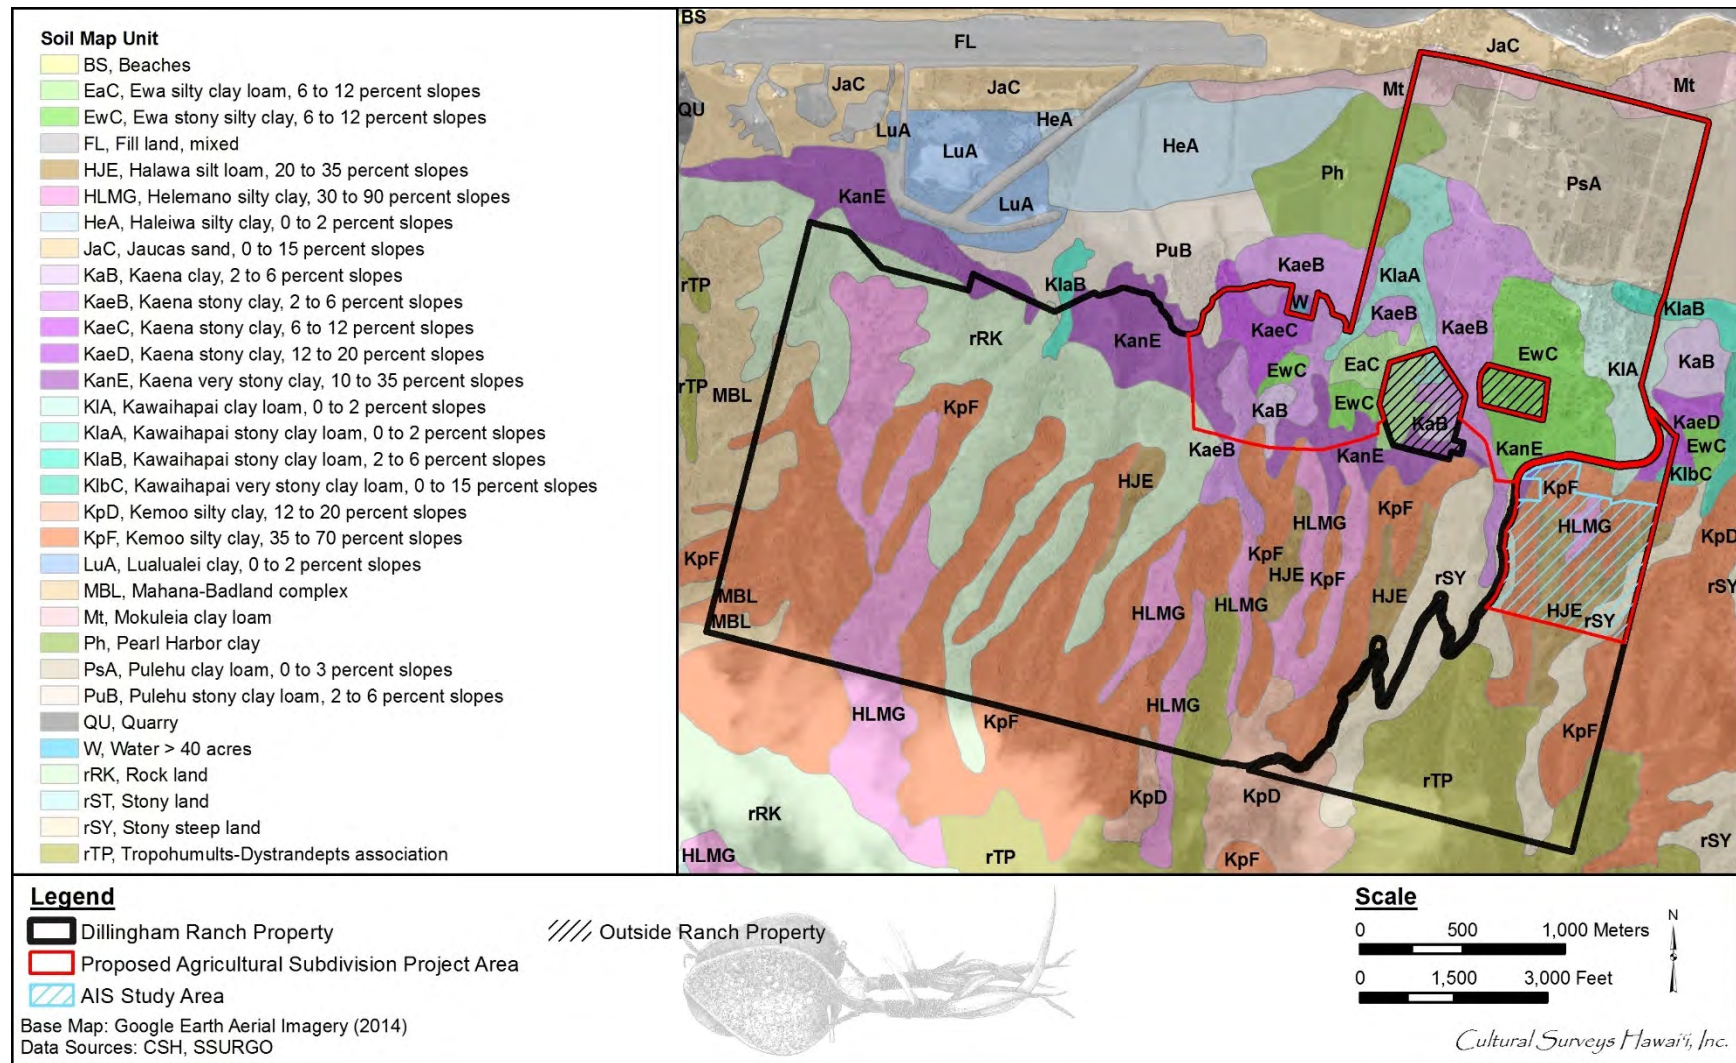 Soil Map Unit
BS, Beaches
EaC, Ewa silty clay loam, 6 to 12 percent slopes
EwC, Ewa stony silty clay, 6 to 12 percent slopes
FL, Fill land, mixed
HJE, Halawa silt loam, 20 to 35 percent slopes
HLMG, Helemano silty clay, 30 to 90 percent slopes
HeA, Haleiwa silty clay, 0 to 2 percent slopes
JaC, Jaucas sand, 0 to 15 percent slopes
KaB, Kaena clay, 2 to 6 percent slopes
KaeB, Kaena stony clay, 2 to 6 percent slopes
KaeC, Kaena stony clay, 6 to 12 percent slopes
KaeD, Kaena stony clay, 12 to 20 percent slopes
KanE, Kaena very stony clay, 10 to 35 percent slopes
KlA, Kawaihapai clay loam, 0 to 2 percent slopes
KlaA, Kawaihapai stony clay loam, 0 to 2 percent slopes
KlaB, Kawaihapai stony clay loam, 2 to 6 percent slopes
KlbC, Kawaihapai very stony clay loam, 0 to 15 percent slopes
KpD, Kemoo silty clay, 12 to 20 percent slopes
KpF, Kemoo silty clay, 35 to 70 percent slopes
LuA, Lualualei clay, 0 to 2 percent slopes
MBL, Mahana-Badland complex
Mt, Mokuleia clay loam
Ph, Pearl Harbor clay
PsA, Pulehu clay loam, 0 to 3 percent slopes
PuB, Pulehu stony clay loam, 2 to 6 percent slopes
QU, Quarry
W, Water > 40 acres
rRK, Rock land
rST, Stony land
rSY, Stony steep land
rTP, Tropohumults-Dystrandepts association
BS
FL
JaC
JaC
JaC
Mt
Mt
QU
LuA
HeA
LuA
HeA
LuA
Ph
PsA
KanE
PuB
KaeB
KlaA
rTP
KlaB
W
KaeB
KaeB
KlaB
rRK
KanE
KaeC
EwC
EaC
EwC
KlA
KaB
rTP
MBL
KpF
KaB
EwC
KaB
KaeD
KaeB
KanE
KanE
EwC
HJE
KlbC
HLMG
KpF
KpF
HLMG
KpD
KpF
KpF
HJE
KpF
MBL
MBL
HLMG
HLMG
HJE
rSY
HJE
rSY
rSY
HLMG
KpF
HLMG
KpF
KpD
KpD
rTP
rRK
HLMG
rTP
KpF
rSY
Legend
Dillingham Ranch Property
Outside Ranch Property
Proposed Agricultural Subdivision Project Area
AIS Study Area
Base Map: Google Earth Aerial Imagery (2014)
Data Sources: CSH, SSURGO
Scale
0 500 1,000 Meters
0 1,500 3,000 Feet
N
Cultural Surveys Hawai'i, Inc.